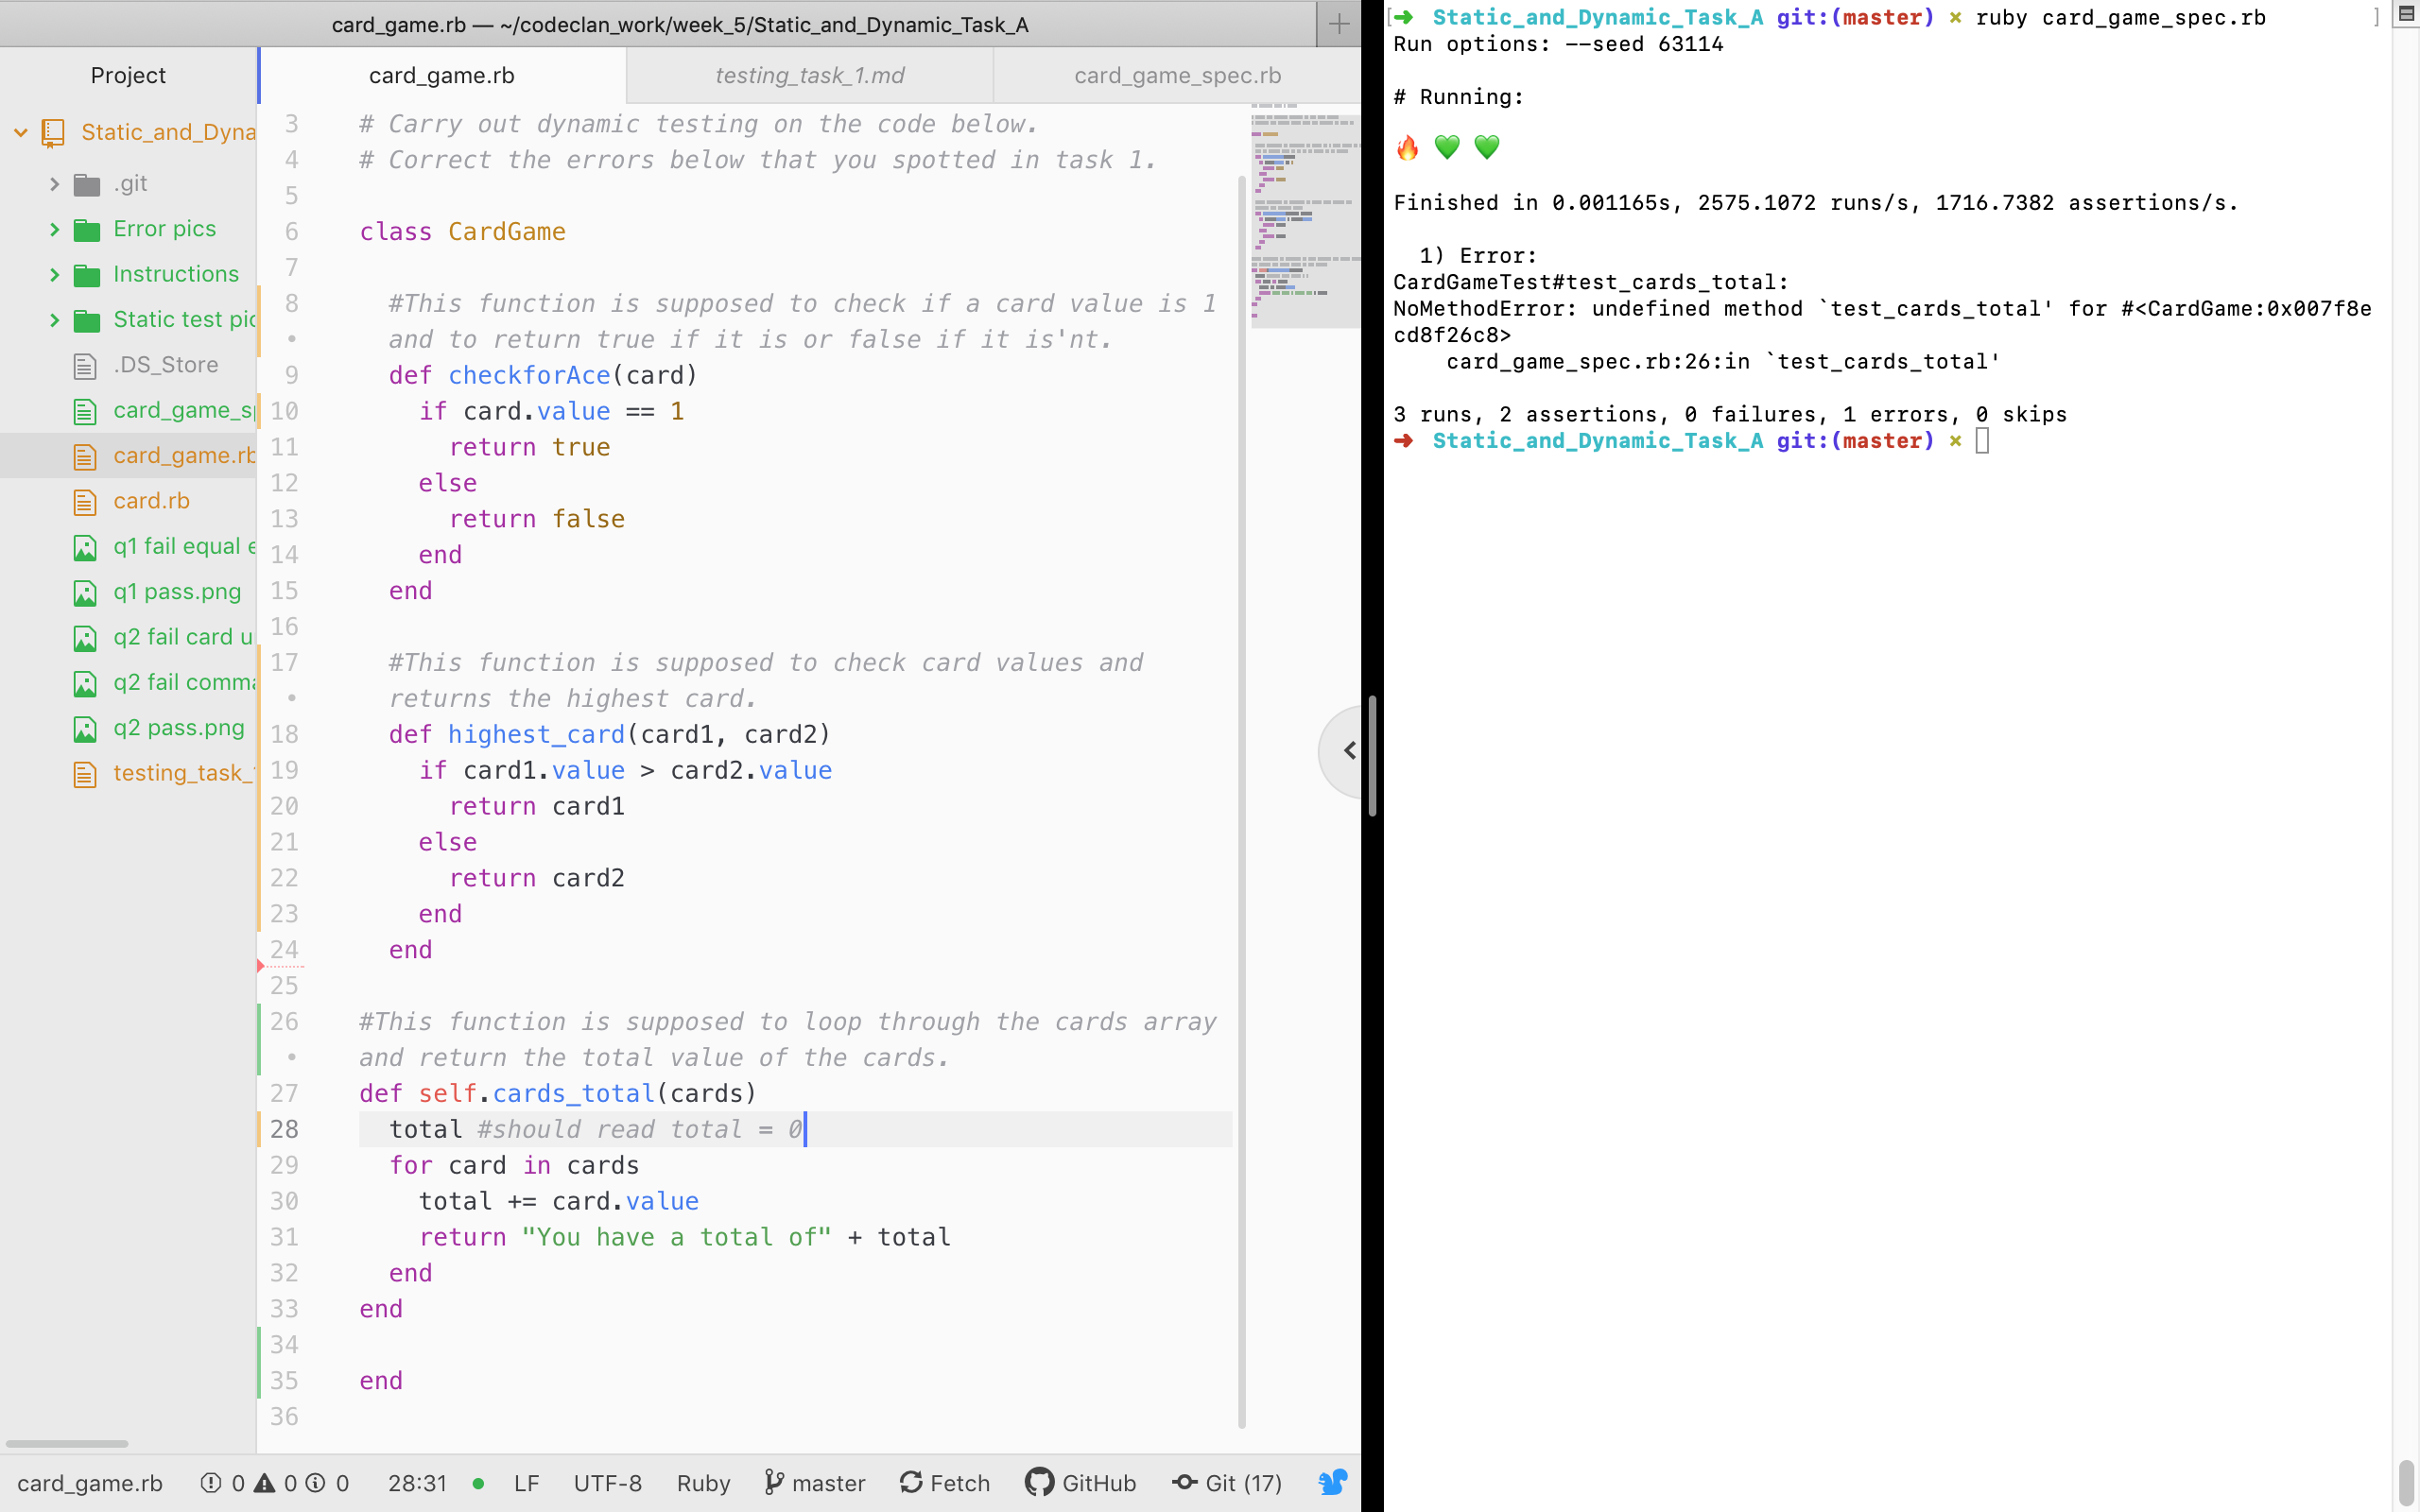 card_game.rb — ~/codeclan_work/week_5/Static_and_Dynamic_Task_A
Project
card_game.rb
testing_task_1.md
card_game_spec.rb
Static_and_Dyna
.git
Error pics
Instructions
Static test pic
.DS_Store
card_game_sp
card_game.rb
card.rb
q1 fail equal e
q1 pass.png
q2 fail card u
q2 fail comma
q2 pass.png
testing_task_
3 # Carry out dynamic testing on the code below.
4 # Correct the errors below that you spotted in task 1.
5
6 class CardGame
7
8 #This function is supposed to check if a card value is 1
• and to return true if it is or false if it is'nt.
9 def checkforAce(card)
10 if card.value == 1
11 return true
12 else
13 return false
14 end
15 end
16
17 #This function is supposed to check card values and
• returns the highest card.
18 def highest_card(card1, card2)
19 if card1.value > card2.value
20 return card1
21 else
22 return card2
23 end
24 end
25
26 #This function is supposed to loop through the cards array
• and return the total value of the cards.
27 def self.cards_total(cards)
28 total #should read total = 0
29 for card in cards
30 total += card.value
31 return "You have a total of" + total
32 end
33 end
34
35 end
36
card_game.rb 0 0 0 28:31 LF UTF-8 Ruby master Fetch GitHub Git (17)
[➜ Static_and_Dynamic_Task_A git:(master) × ruby card_game_spec.rb ]
Run options: --seed 63114
# Running:
🔥 💚 💚
Finished in 0.001165s, 2575.1072 runs/s, 1716.7382 assertions/s.
1) Error:
CardGameTest#test_cards_total:
NoMethodError: undefined method `test_cards_total' for #<CardGame:0x007f8e
cd8f26c8>
card_game_spec.rb:26:in `test_cards_total'
3 runs, 2 assertions, 0 failures, 1 errors, 0 skips
➜ Static_and_Dynamic_Task_A git:(master) ×